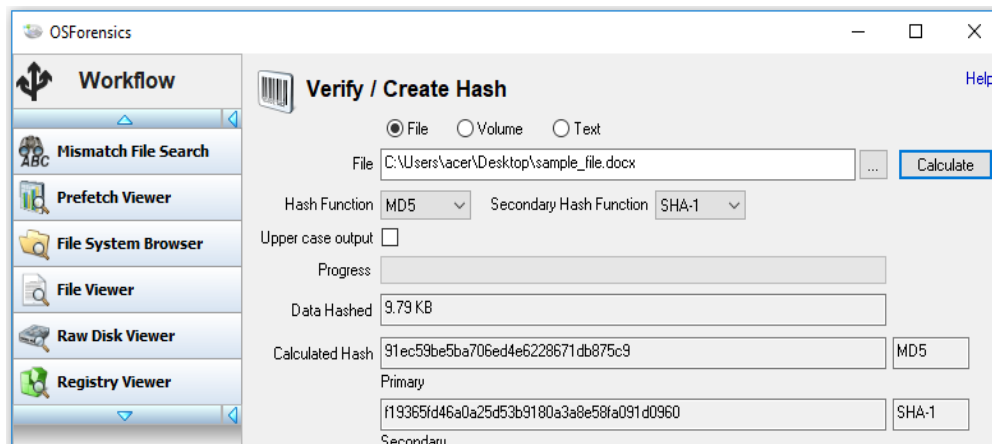 OSForensics
Workflow
Mismatch File Search
Prefetch Viewer
File System Browser
File Viewer
Raw Disk Viewer
Registry Viewer
Verify / Create Hash
Help
File Volume Text
File C:\Users\acer\Desktop\sample_file.docx ... Calculate
Hash Function MD5 Secondary Hash Function SHA-1
Upper case output
Progress
Data Hashed 9.79 KB
Calculated Hash 91ec59be5ba706ed4e6228671db875c9 MD5
Primary
f19365fd46a0a25d53b9180a3a8e58fa091d0960 SHA-1
Secondary